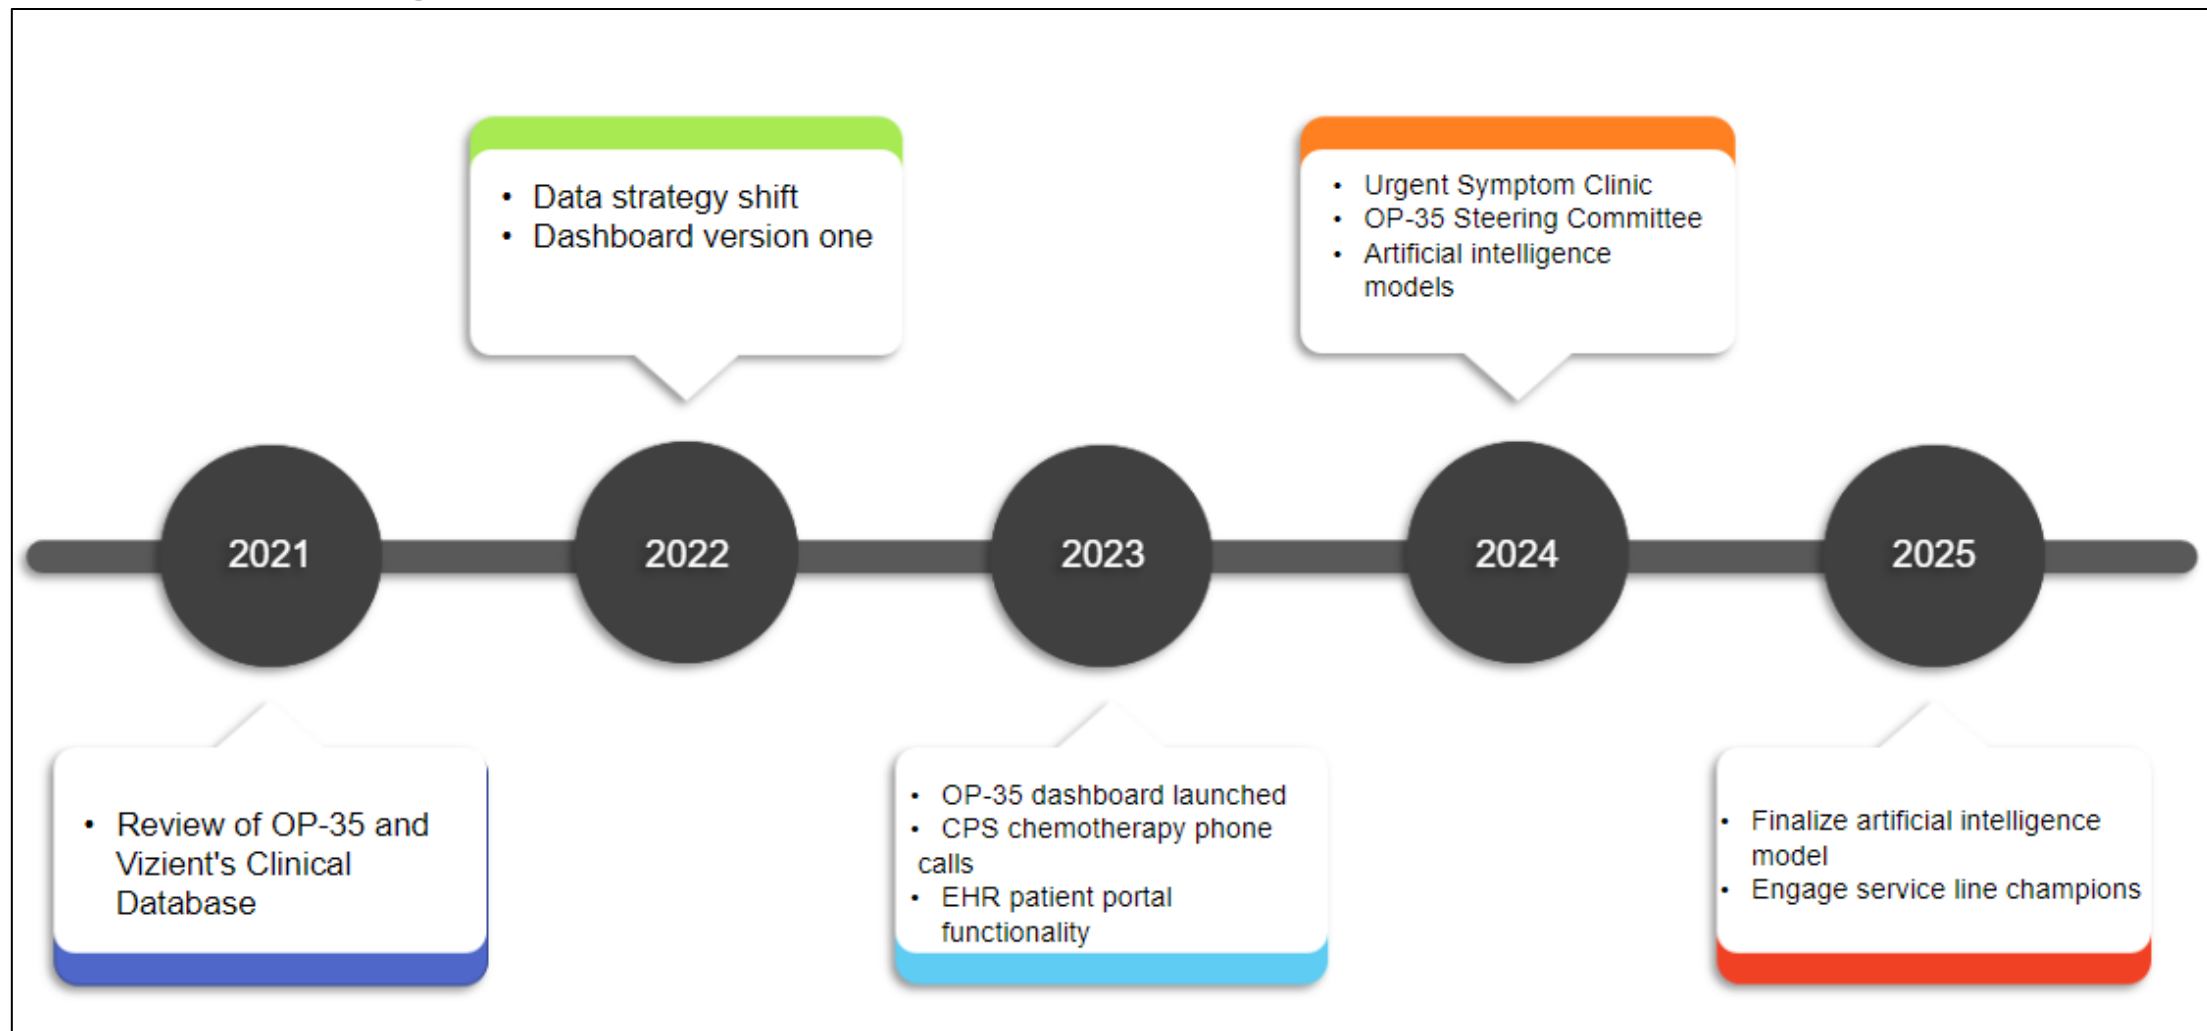 • Data strategy shift
• Dashboard version one
• Urgent Symptom Clinic
• OP-35 Steering Committee
• Artificial intelligence
models
2021
2022
2023
2024
2025
• Review of OP-35 and
Vizient's Clinical
Database
• OP-35 dashboard launched
• CPS chemotherapy phone
calls
• EHR patient portal
functionality
• Finalize artificial intelligence
model
• Engage service line champions